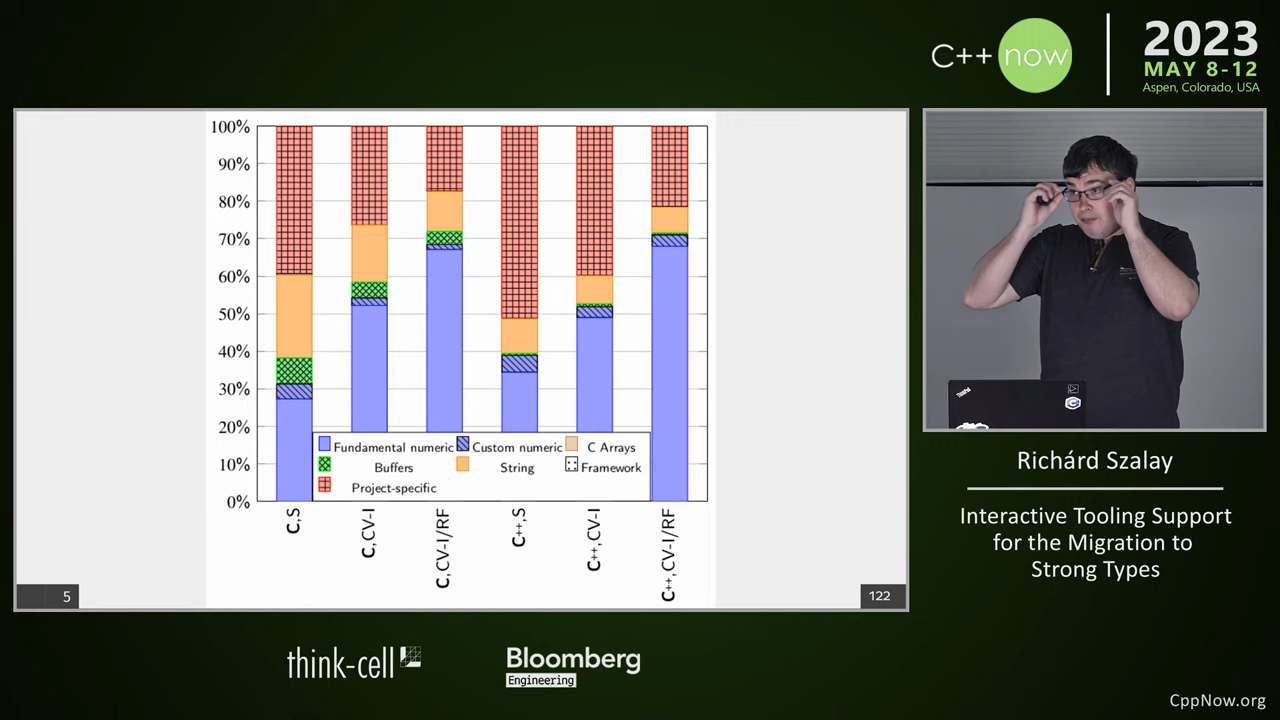 C++ now
2023
MAY 8-12
Aspen, Colorado, USA
100%
90%
80%
70%
60%
50%
40%
30%
20%
10%
0%
Fundamental numeric
Custom numeric
C Arrays
Buffers
String
Framework
Project-specific
C,S
C,CV-I
C,CV-I/RF
C++,S
C++,CV-I
C++,CV-I/RF
5
122
ThinkPad
Richárd Szalay
Interactive Tooling Support
for the Migration to
Strong Types
think-cell
Bloomberg
Engineering
CppNow.org